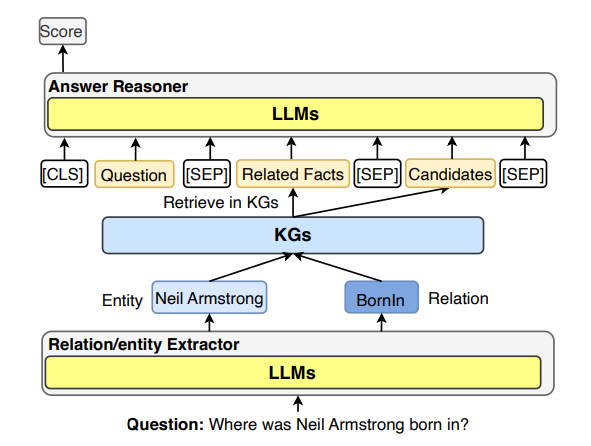 Score
Answer Reasoner
LLMs
[CLS] Question [SEP] Related Facts [SEP] Candidates [SEP]
Retrieve in KGs
KGs
Entity Neil Armstrong BornIn Relation
Relation/entity Extractor
LLMs
Question: Where was Neil Armstrong born in?